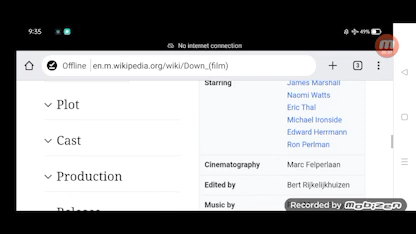 9:35
49%
No internet connection
Offline en.m.wikipedia.org/wiki/Down_(film)
3
Plot
Cast
Production
Release
Starring
James Marshall
Naomi Watts
Eric Thal
Michael Ironside
Edward Herrmann
Ron Perlman
Cinematography Marc Felperlaan
Edited by Bert Rijkelijkhuizen
Music by
Recorded by Mobizen